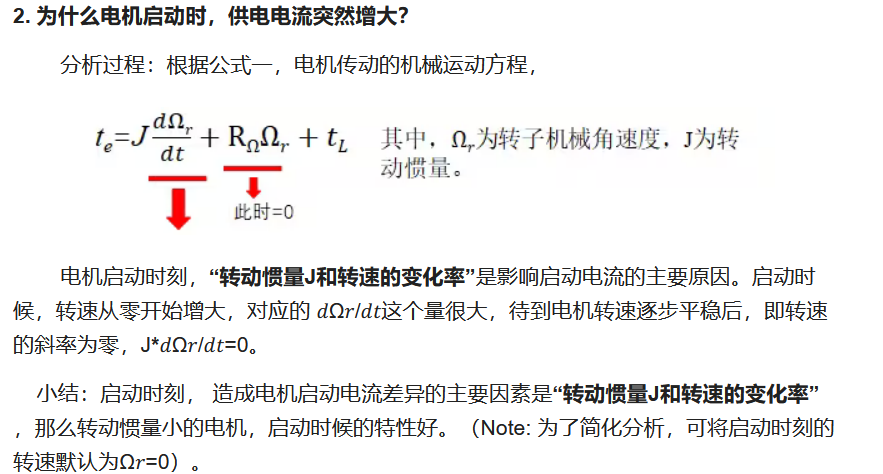 2. 为什么电机启动时，供电电流突然增大？
分析过程：根据公式一，电机传动的机械运动方程，
t_e=J dΩ_r/dt + R_ΩΩ_r + t_L 其中，Ω_r为转子机械角速度，J为转
动惯量。
此时=0
电机启动时刻，“转动惯量J和转速的变化率”是影响启动电流的主要原因。启动时
候，转速从零开始增大，对应的 dΩr/dt这个量很大，待到电机转速逐步平稳后，即转速
的斜率为零，J*dΩr/dt=0。
小结：启动时刻， 造成电机启动电流差异的主要因素是“转动惯量J和转速的变化率”
，那么转动惯量小的电机，启动时候的特性好。（Note: 为了简化分析，可将启动时刻的
转速默认为Ωr=0）。